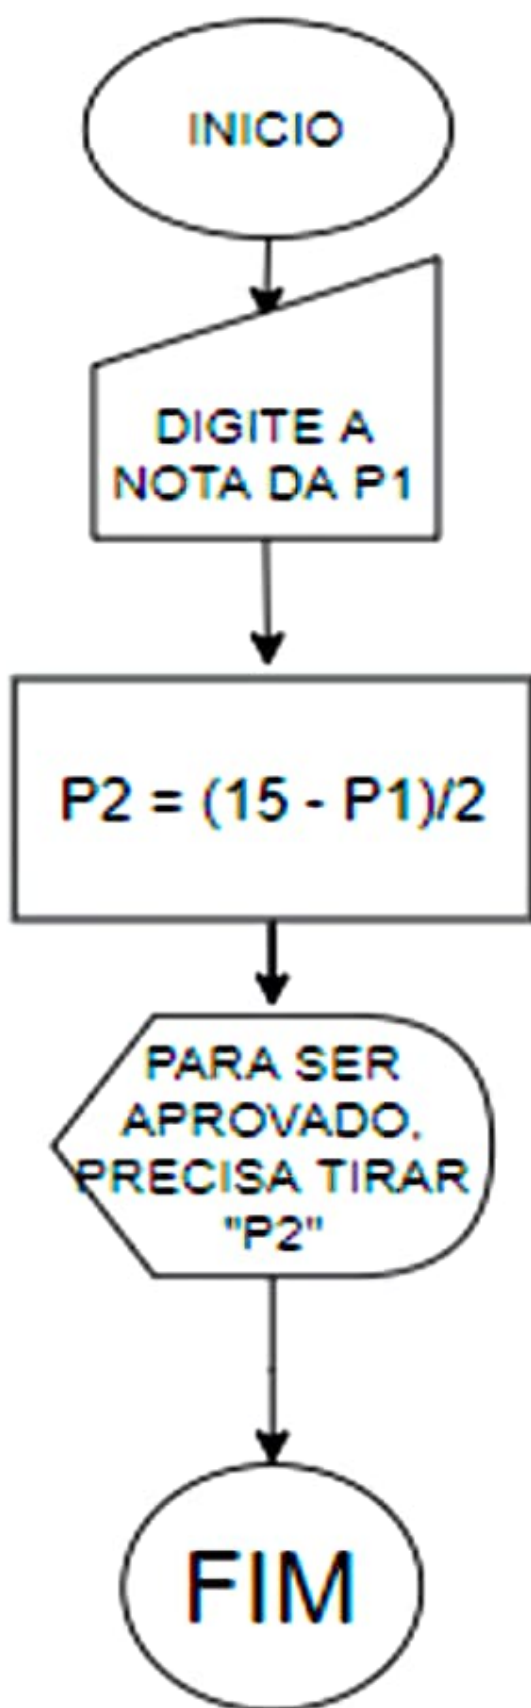 INICIO
DIGITE A
NOTA DA P1
P2 = (15 - P1)/2
PARA SER
APROVADO,
PRECISA TIRAR
"P2"
FIM